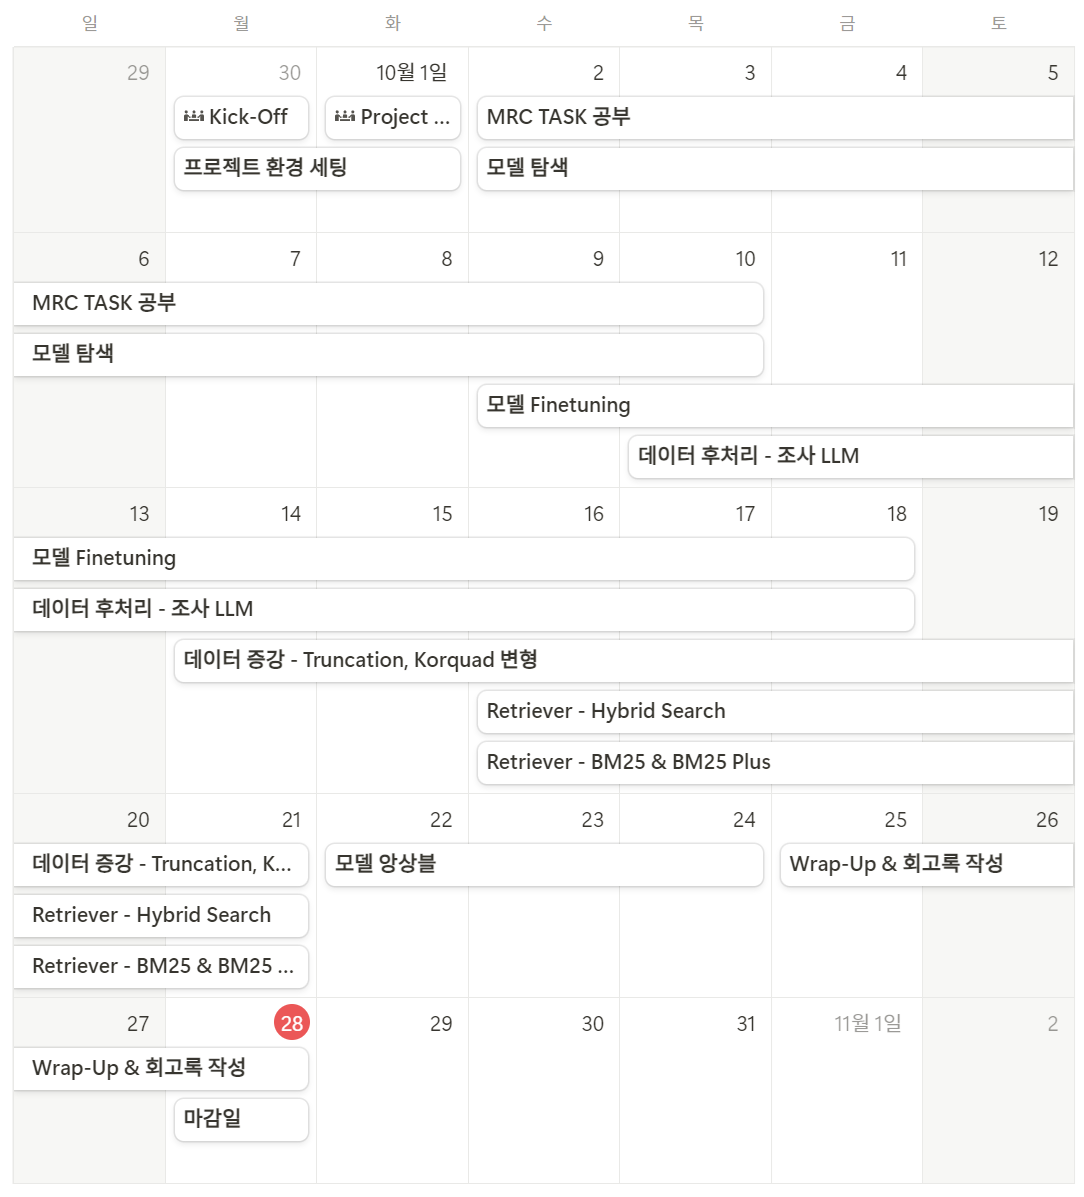 일 월 화 수 목 금 토
29 30 10월 1일 2 3 4 5
Kick-Off Project ... MRC TASK 공부
프로젝트 환경 세팅 모델 탐색
6 7 8 9 10 11 12
MRC TASK 공부
모델 탐색
모델 Finetuning
데이터 후처리 - 조사 LLM
13 14 15 16 17 18 19
모델 Finetuning
데이터 후처리 - 조사 LLM
데이터 증강 - Truncation, Korquad 변형
Retriever - Hybrid Search
Retriever - BM25 & BM25 Plus
20 21 22 23 24 25 26
데이터 증강 - Truncation, K... 모델 앙상블 Wrap-Up & 회고록 작성
Retriever - Hybrid Search
Retriever - BM25 & BM25 ...
27 28 29 30 31 11월 1일 2
Wrap-Up & 회고록 작성
마감일